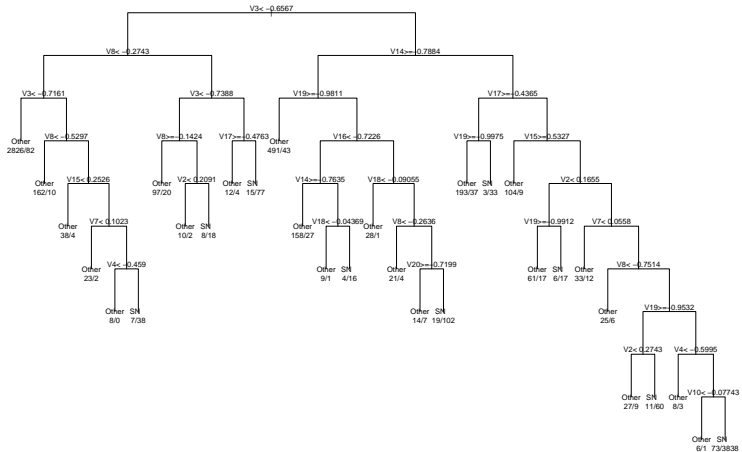 V3< −0.6567
V8< −0.2743 V14>=−0.7884
V3< −0.7161 V3< −0.7388 V19>=−0.9811 V17>=−0.4365
Other V8< −0.5297 V8>=−0.1424 V17>=−0.4763 Other V16< −0.7226 V19>=−0.9975 V15>=0.5327
2826/82 491/43
Other V15< 0.2526 Other V2< 0.2091 Other SN V14>=−0.7635 V18< −0.09055 Other SN Other V2< 0.1655
162/10 97/20 12/4 15/77 193/37 3/33 104/9
Other V7< 0.1023 Other SN Other V18< −0.04369 Other V8< −0.2636 V19>=−0.9912 V7< 0.0558
38/4 10/2 8/18 158/27 28/1
Other V4< −0.459 Other SN Other V20>=−0.7199 Other SN Other V8< −0.7514
23/2 9/1 4/16 21/4 61/17 6/17 33/12
Other SN Other SN Other V19>=−0.9532
8/0 7/38 14/7 19/102 25/6
V2< 0.2743 V4< −0.5995
Other SN Other V10< −0.07743
27/9 11/60 8/3
Other SN
6/1 73/3838